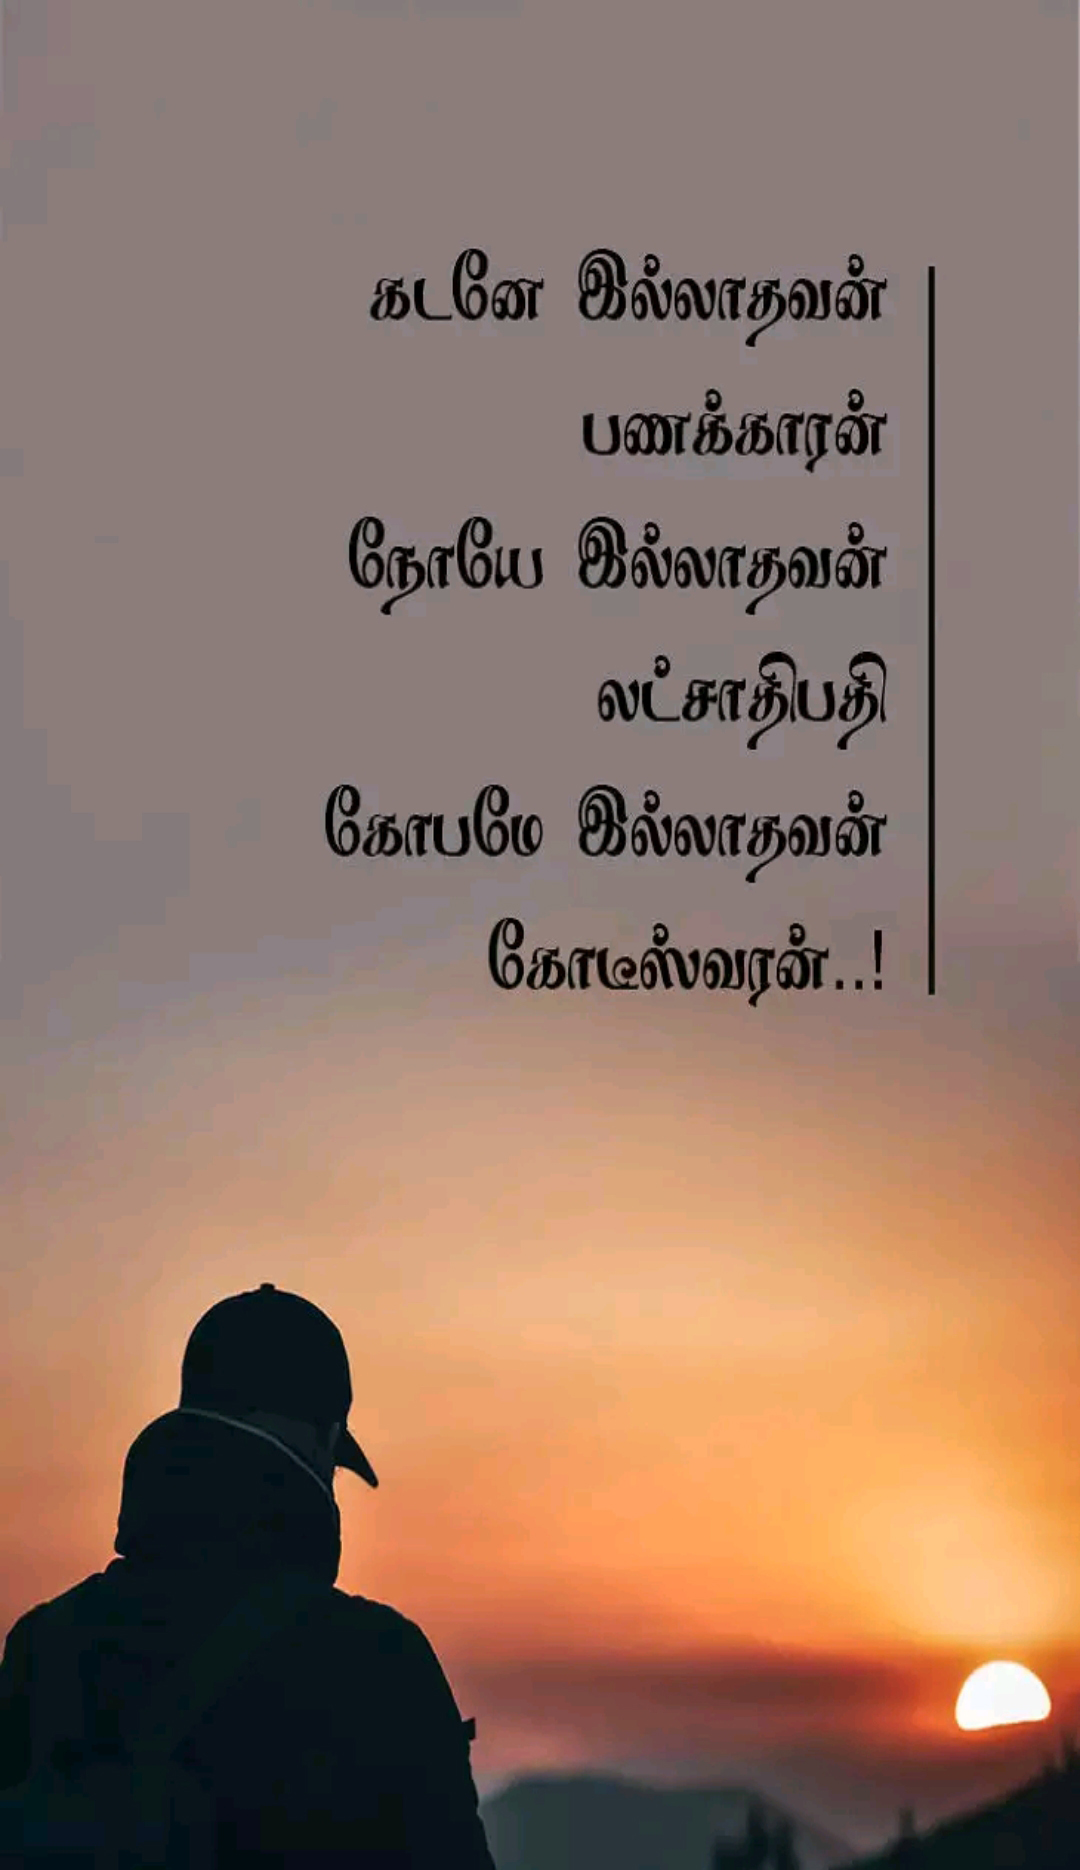 கடனே இல்லாதவன்
பணக்காரன்
நோயே இல்லாதவன்
லட்சாதிபதி
கோபமே இல்லாதவன்
கோடீஸ்வரன்..!